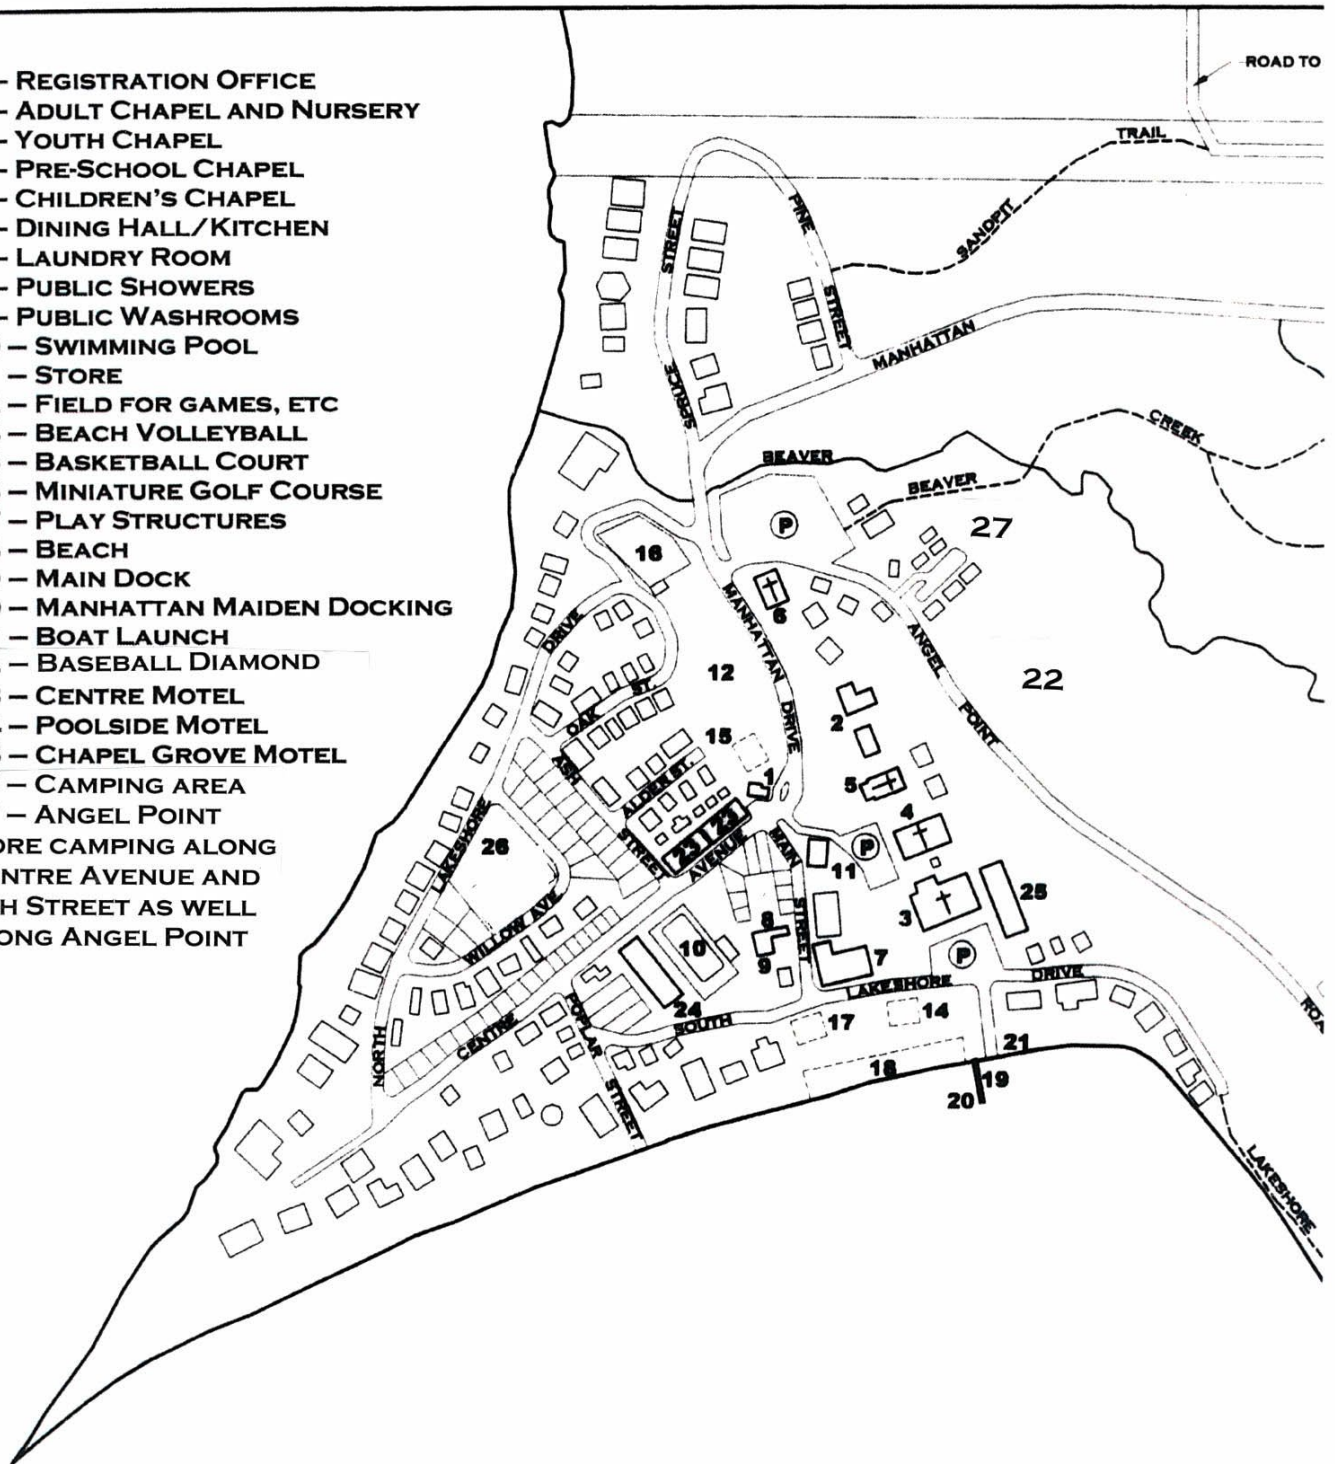 - REGISTRATION OFFICE
- ADULT CHAPEL AND NURSERY
- YOUTH CHAPEL
- PRE-SCHOOL CHAPEL
- CHILDREN'S CHAPEL
- DINING HALL/KITCHEN
- LAUNDRY ROOM
- PUBLIC SHOWERS
- PUBLIC WASHROOMS
– SWIMMING POOL
– STORE
– FIELD FOR GAMES, ETC
– BEACH VOLLEYBALL
– BASKETBALL COURT
– MINIATURE GOLF COURSE
– PLAY STRUCTURES
– BEACH
– MAIN DOCK
– MANHATTAN MAIDEN DOCKING
– BOAT LAUNCH
– BASEBALL DIAMOND
– CENTRE MOTEL
– POOLSIDE MOTEL
– CHAPEL GROVE MOTEL
– CAMPING AREA
– ANGEL POINT
ORE CAMPING ALONG
ENTRE AVENUE AND
H STREET AS WELL
ONG ANGEL POINT
ROAD TO
SANDPIT TRAIL
PINE STREET
SPRUCE STREET
MANHATTAN
BEAVER
BEAVER CREEK
P
27
16
6
MANHATTAN DRIVE
ANGEL POINT ROA
22
12
DRIVE
OAK ST.
2
15
ASH STREE
ALDER ST.
1
5
4
23 23
AVENUE
MAIN STREET
P
11
LAKESHORE
26
25
3
WILLOW AVE.
8
9
10
7
P
24
LAKESHORE
DRIVE
SOUTH
17
14
NORTH
CENTRE
POPLAR STREET
21
18
19
20
LAKESHORE